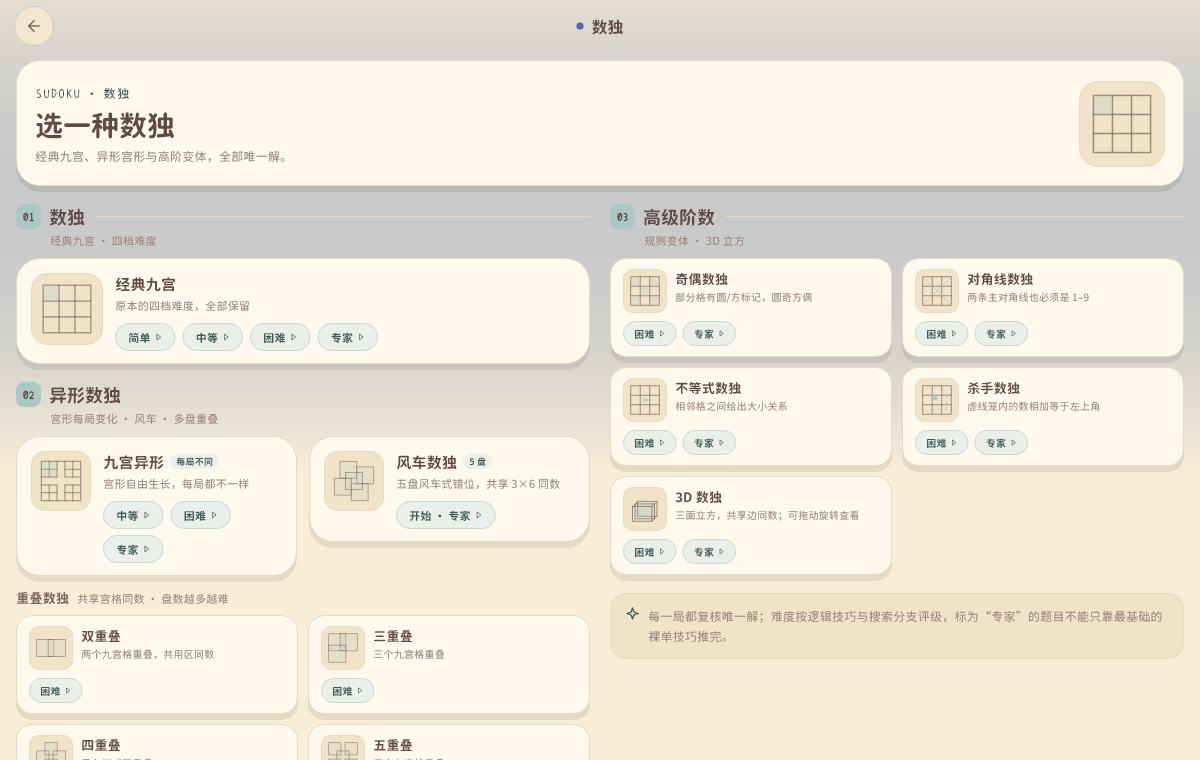 数独
SUDOKU · 数独
选一种数独
经典九宫、异形宫形与高阶变体，全部唯一解。
01 数独
经典九宫 · 四档难度
经典九宫
原本的四档难度，全部保留
简单 中等 困难 专家
02 异形数独
宫形每局变化 · 风车 · 多盘重叠
九宫异形 每局不同
宫形自由生长，每局都不一样
中等 困难
专家
风车数独 5 盘
五盘风车式错位，共享 3×6 同数
开始 · 专家
重叠数独 共享宫格同数 · 盘数越多越难
双重叠
两个九宫格重叠，共用区同数
困难
三重叠
三个九宫格重叠
困难
四重叠
五重叠
03 高级阶数
规则变体 · 3D 立方
奇偶数独
部分格有圆/方标记，圆奇方偶
困难 专家
对角线数独
两条主对角线也必须是 1–9
困难 专家
不等式数独
相邻格之间给出大小关系
困难 专家
杀手数独
虚线笼内的数相加等于左上角
困难 专家
3D 数独
三面立方，共享边同数；可拖动旋转查看
困难 专家
每一局都复核唯一解；难度按逻辑技巧与搜索分支评级，标为“专家”的题目不能只靠最基础的
裸单技巧推完。